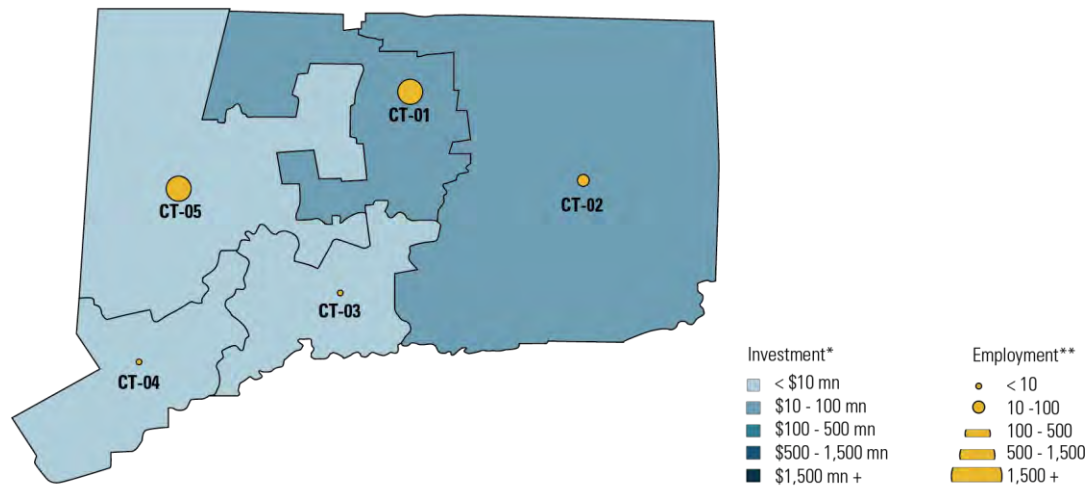 CT-01
CT-05
CT-02
CT-03
CT-04
Investment*
< $10 mn
$10 - 100 mn
$100 - 500 mn
$500 - 1,500 mn
$1,500 mn +
Employment**
< 10
10 -100
100 - 500
500 - 1,500
1,500 +